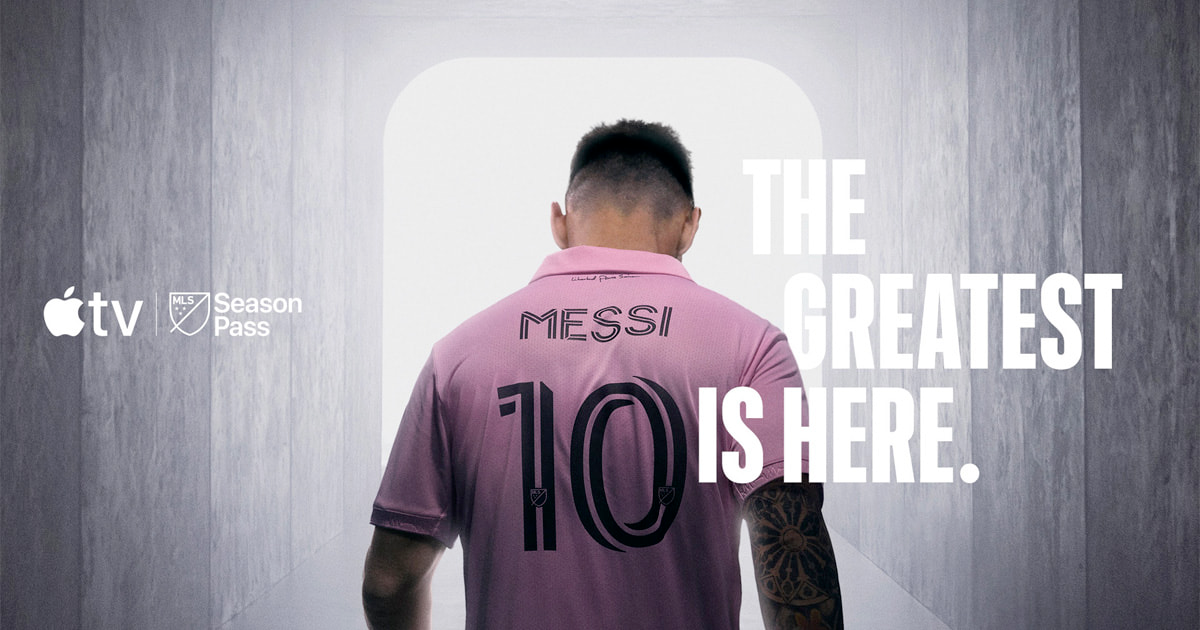 tv
MLS
Season
Pass
MESSI
10
THE
GREATEST
IS HERE.